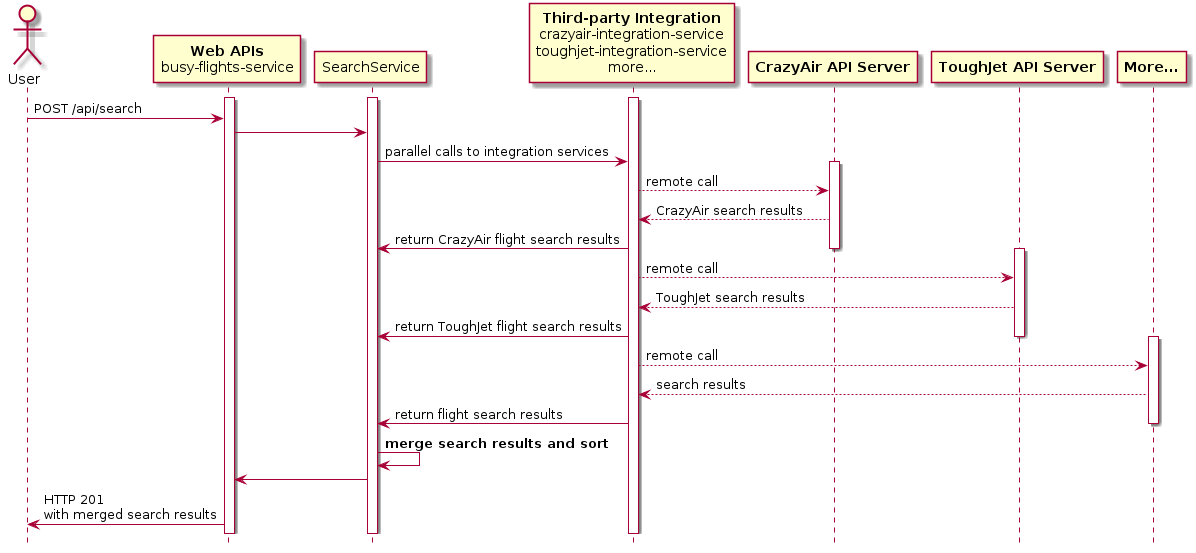 User
Web APIs
busy-flights-service
SearchService
Third-party Integration
crazyair-integration-service
toughjet-integration-service
more...
CrazyAir API Server
ToughJet API Server
More...
POST /api/search
parallel calls to integration services
remote call
CrazyAir search results
return CrazyAir flight search results
remote call
ToughJet search results
return ToughJet flight search results
remote call
search results
return flight search results
merge search results and sort
HTTP 201
with merged search results